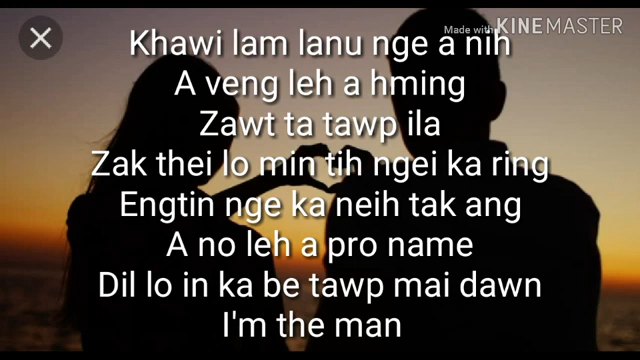 Made with KINEMASTER
Khawi lam lanu nge a nih
A veng leh a hming
Zawt ta tawp ila
Zak thei lo min tih ngei ka ring
Engtin nge ka neih tak ang
A no leh a pro name
Dil lo in ka be tawp mai dawn
I'm the man